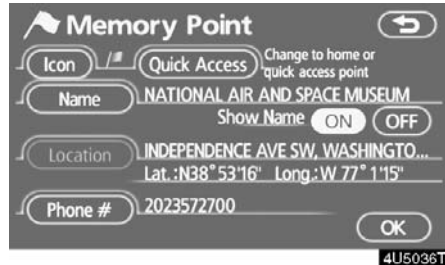 Memory Point
Icon
Quick Access
Change to home or
quick access point
Name
NATIONAL AIR AND SPACE MUSEUM
Show Name ON OFF
Location
INDEPENDENCE AVE SW, WASHINGTO...
Lat.:N38°53'16" Long.:W 77°1'15"
Phone #
2023572700
OK
4U5036T